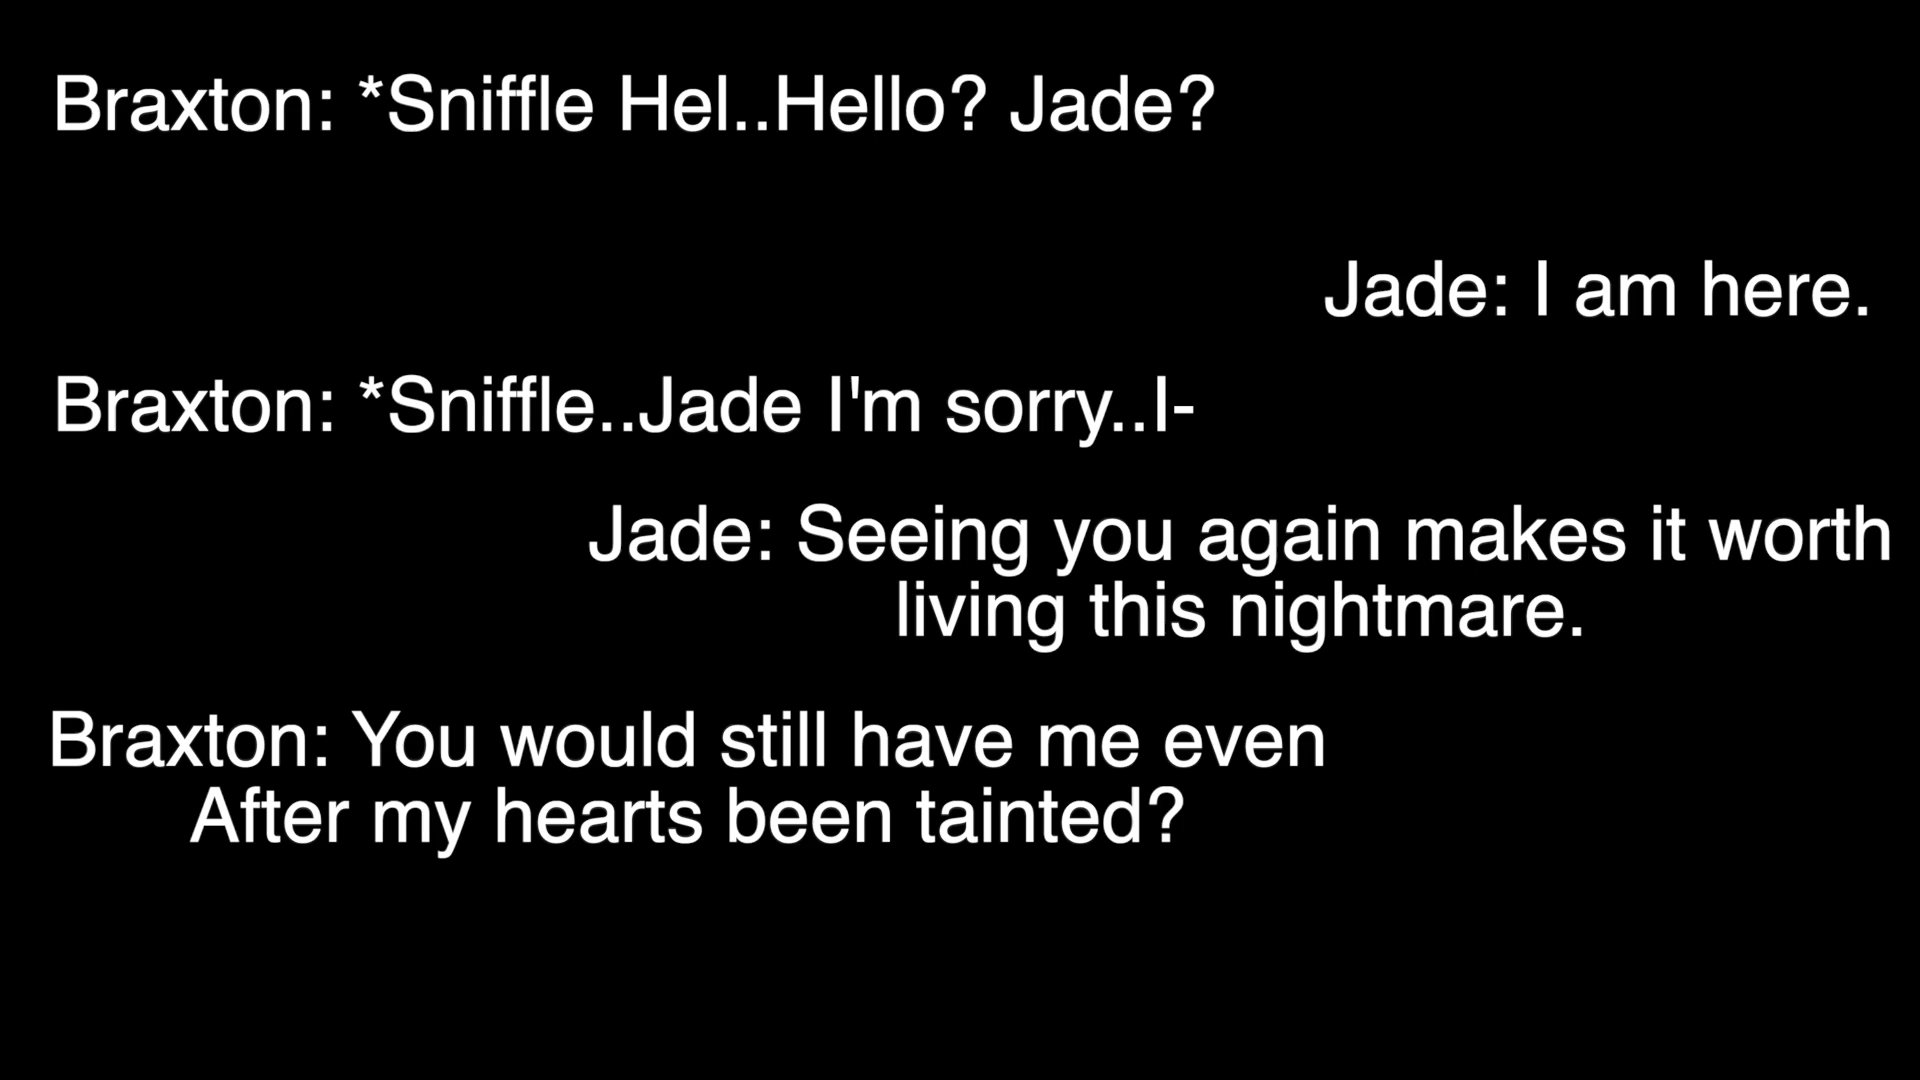 Braxton: *Sniffle Hel..Hello? Jade?
Jade: I am here.
Braxton: *Sniffle..Jade I'm sorry..I-
Jade: Seeing you again makes it worth
living this nightmare.
Braxton: You would still have me even
After my hearts been tainted?